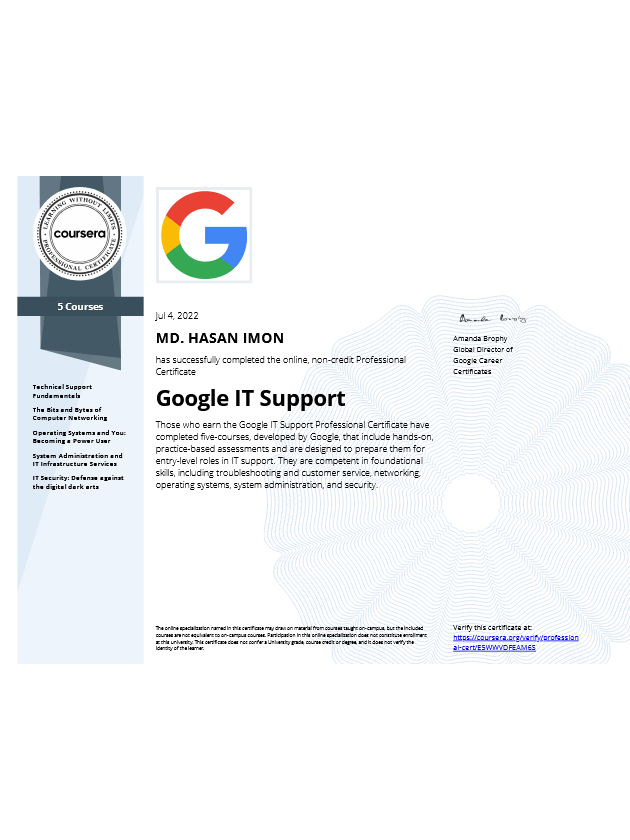 LEARNING WITHOUT LIMITS
coursera
PROFESSIONAL CERTIFICATE
5 Courses
Technical Support
Fundamentals
The Bits and Bytes of
Computer Networking
Operating Systems and You:
Becoming a Power User
System Administration and
IT Infrastructure Services
IT Security: Defense against
the digital dark arts
Jul 4, 2022
MD. HASAN IMON
has successfully completed the online, non-credit Professional
Certificate
Google IT Support
Those who earn the Google IT Support Professional Certificate have
completed five-courses, developed by Google, that include hands-on,
practice-based assessments and are designed to prepare them for
entry-level roles in IT support. They are competent in foundational
skills, including troubleshooting and customer service, networking,
operating systems, system administration, and security.
Amanda Brophy
Global Director of
Google Career
Certificates
The online specialization named in this certificate may draw on material from courses taught on-campus, but the included
courses are not equivalent to on-campus courses. Participation in this online specialization does not constitute enrollment
at this university. This certificate does not confer a University grade, course credit or degree, and it does not verify the
identity of the learner.
Verify this certificate at:
https://coursera.org/verify/profession
al-cert/E5WWVDFEAM6S